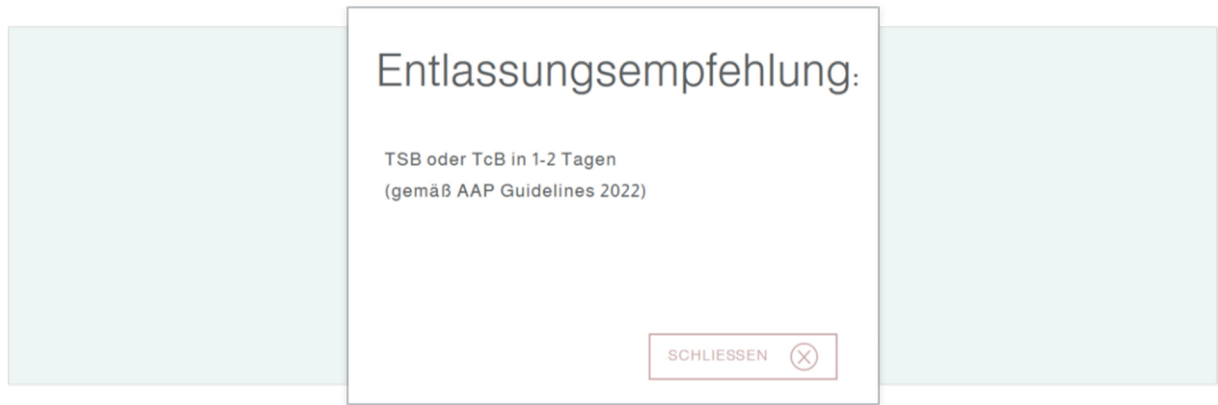 Entlassungsempfehlung:
TSB oder TcB in 1-2 Tagen
(gemäß AAP Guidelines 2022)
SCHLIESSEN